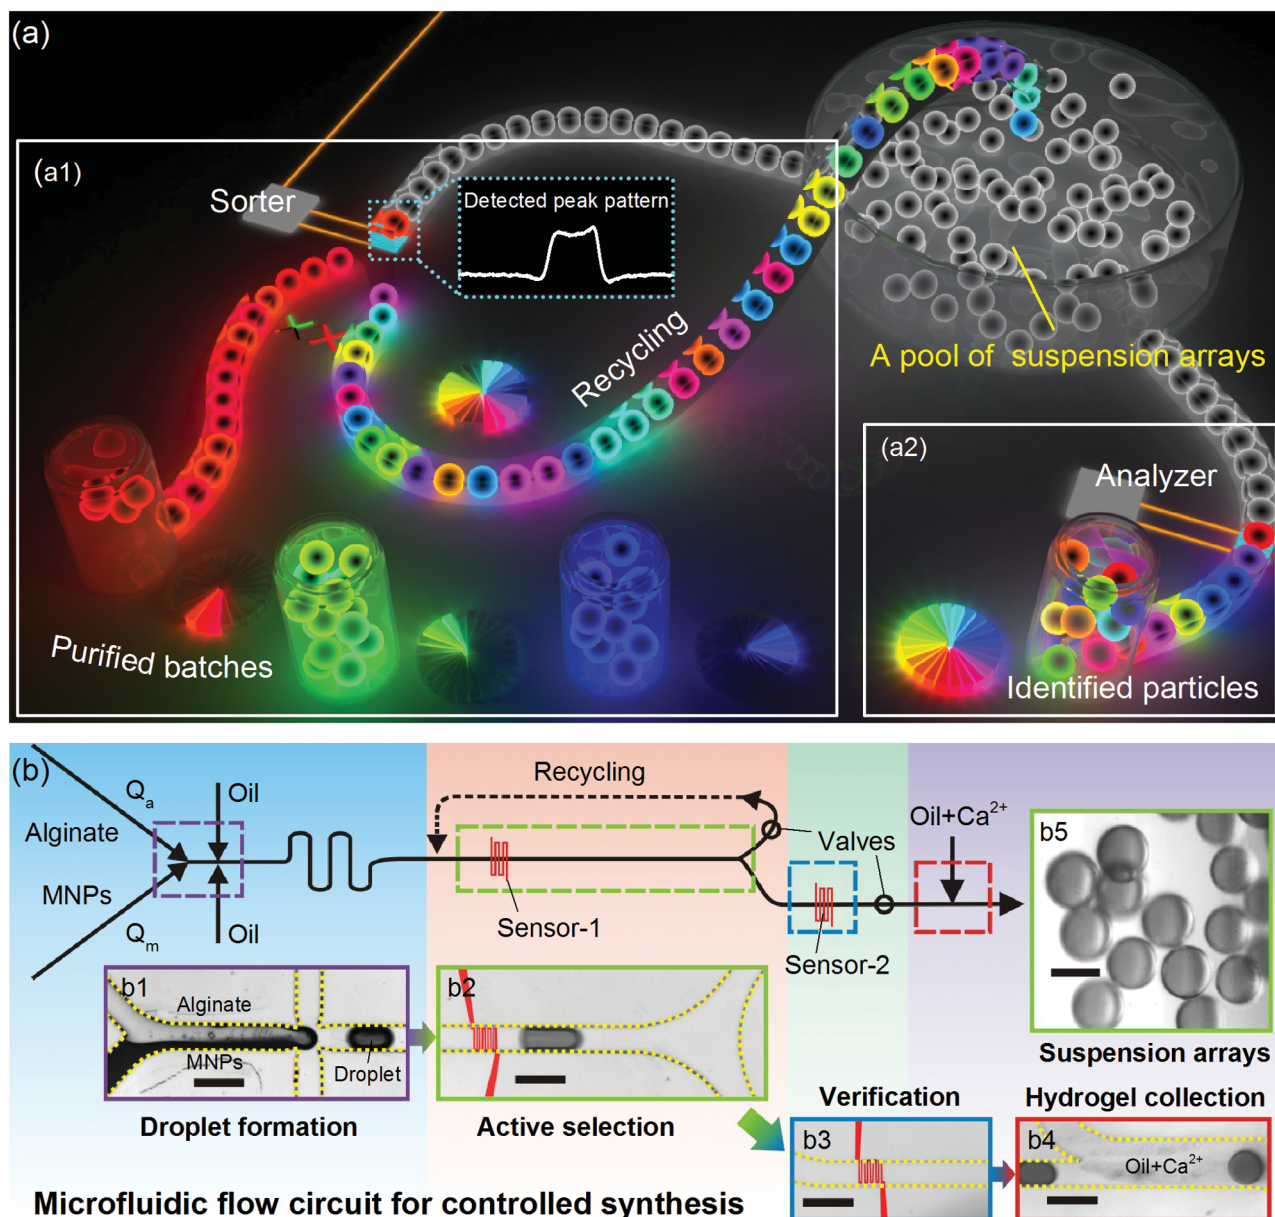 (a)
(a1)
Sorter
Detected peak pattern
Recycling
A pool of suspension arrays
(a2)
Analyzer
Purified batches
Identified particles
(b)
Recycling
Qa
Oil
Oil+Ca2+
b5
Alginate
Valves
MNPs
Sensor-1
Qm
Oil
Sensor-2
b1
Alginate
MNPs
Droplet
b2
Suspension arrays
Droplet formation
Active selection
Verification
Hydrogel collection
b3
b4
Oil+Ca2+
Microfluidic flow circuit for controlled synthesis